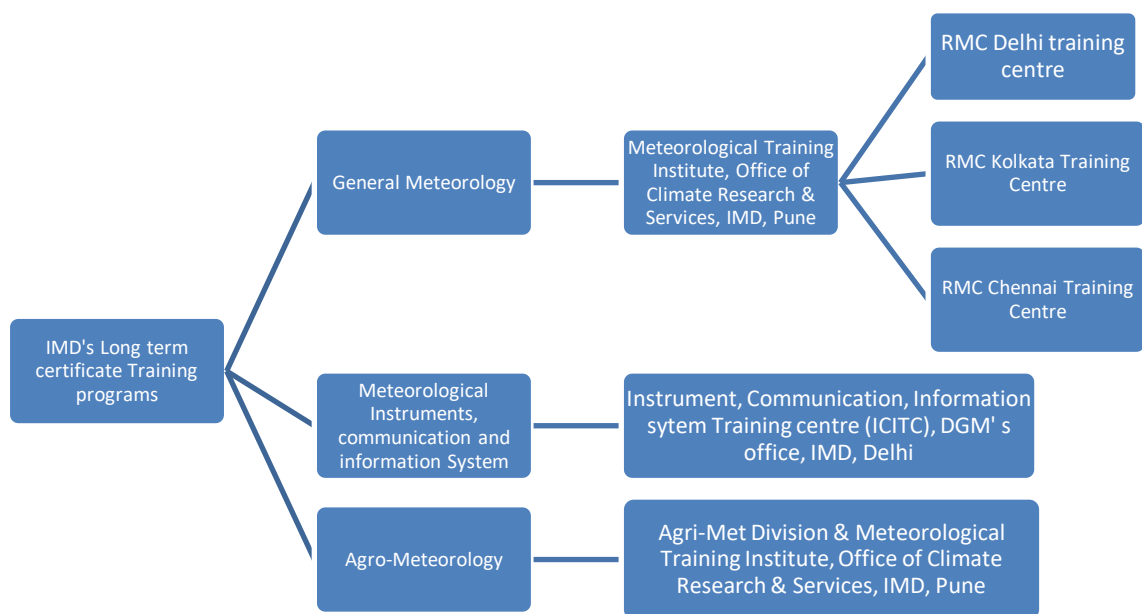 RMC Delhi training
centre
Meteorological Training
Institute, Office of
Climate Research &
Services, IMD, Pune
General Meteorology
RMC Kolkata Training
Centre
RMC Chennai Training
Centre
IMD's Long term
certificate Training
programs
Meteorological
Instruments,
communication and
information System
Instrument, Communication, Information
sytem Training centre (ICITC), DGM' s
office, IMD, Delhi
Agro-Meteorology
Agri-Met Division & Meteorological
Training Institute, Office of Climate
Research & Services, IMD, Pune